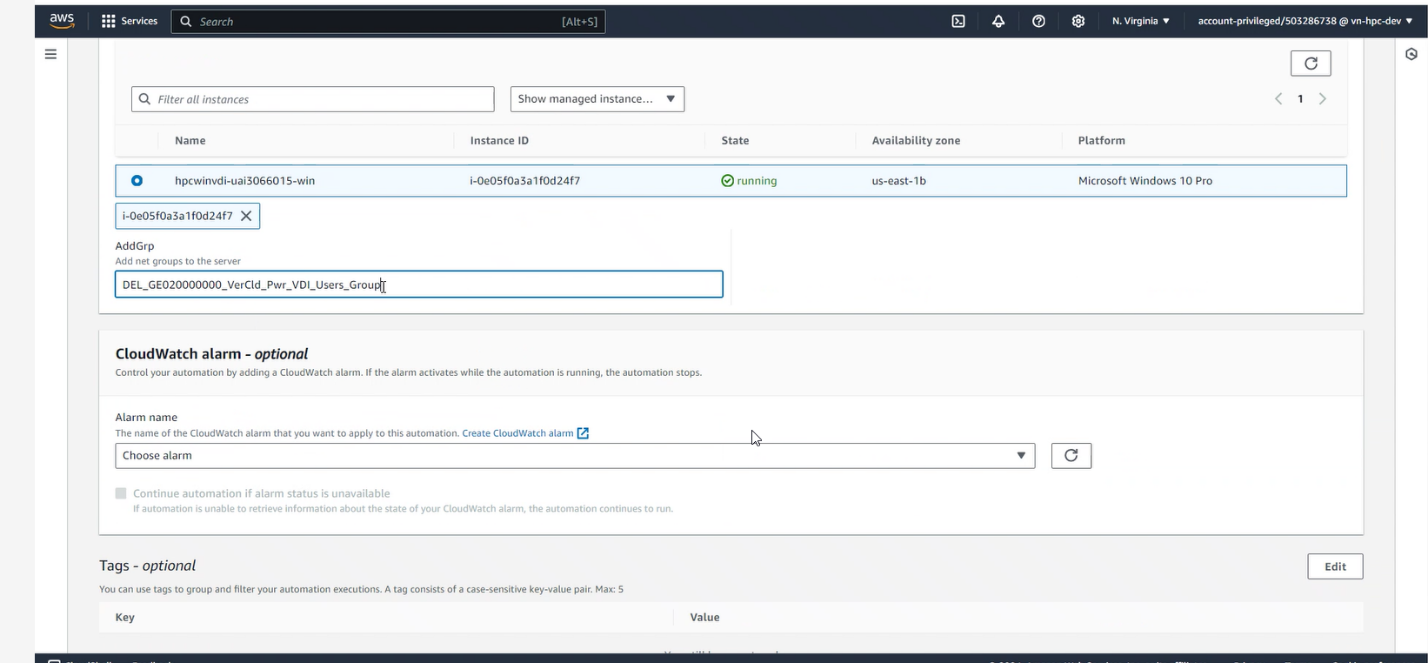 aws Services Search [Alt+S] N. Virginia account-privileged/503286738 @ vn-hpc-dev
Filter all instances Show managed instance... 1
Name Instance ID State Availability zone Platform
hpcwinvdi-uai3066015-win i-0e05f0a3a1f0d24f7 running us-east-1b Microsoft Windows 10 Pro
i-0e05f0a3a1f0d24f7
AddGrp
Add net groups to the server
DEL_GE020000000_VerCld_Pwr_VDI_Users_Group
CloudWatch alarm - optional
Control your automation by adding a CloudWatch alarm. If the alarm activates while the automation is running, the automation stops.
Alarm name
The name of the CloudWatch alarm that you want to apply to this automation. Create CloudWatch alarm
Choose alarm
Continue automation if alarm status is unavailable
If automation is unable to retrieve information about the state of your CloudWatch alarm, the automation continues to run.
Tags - optional Edit
You can use tags to group and filter your automation executions. A tag consists of a case-sensitive key-value pair. Max: 5
Key Value